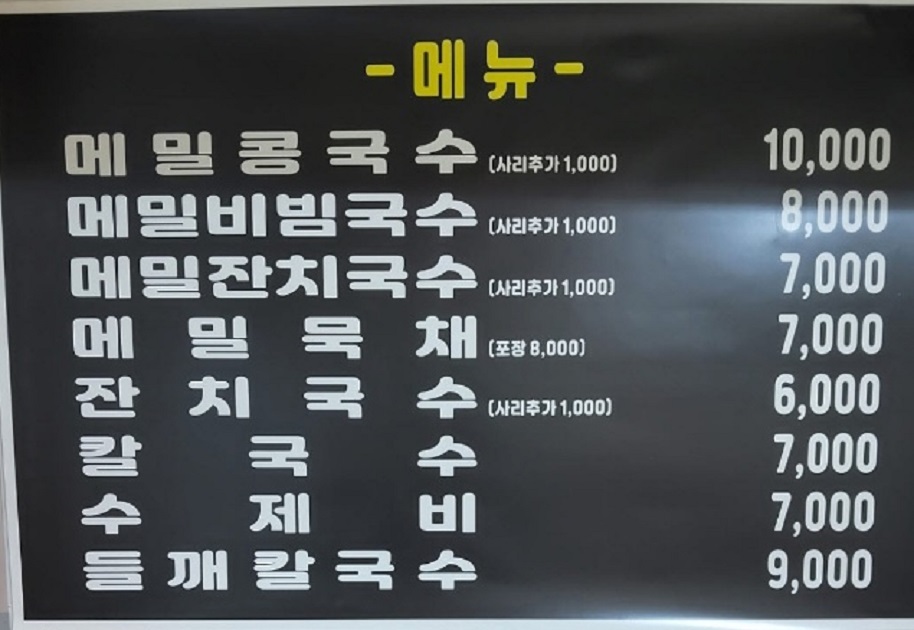 - 메뉴 -
메밀콩국수 (사리추가 1,000) 10,000
메밀비빔국수 (사리추가 1,000) 8,000
메밀잔치국수 (사리추가 1,000) 7,000
메밀묵채 (포장 8,000) 7,000
잔치국수 (사리추가 1,000) 6,000
칼국수 7,000
수제비 7,000
들깨칼국수 9,000